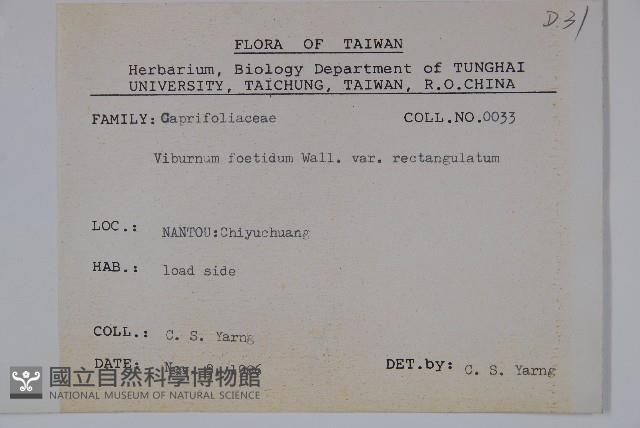 D.31
FLORA OF TAIWAN
Herbarium, Biology Department of TUNGHAI
UNIVERSITY, TAICHUNG, TAIWAN, R.O.CHINA
FAMILY: Caprifoliaceae COLL.NO.0033
Viburnum foetidum Wall. var. rectangulatum
LOC.: NANTOU:Chiyuchuang
HAB.: load side
COLL.: C. S. Yarng
DATE: DET.by: C. S. Yarng
國立自然科學博物館
NATIONAL MUSEUM OF NATURAL SCIENCE